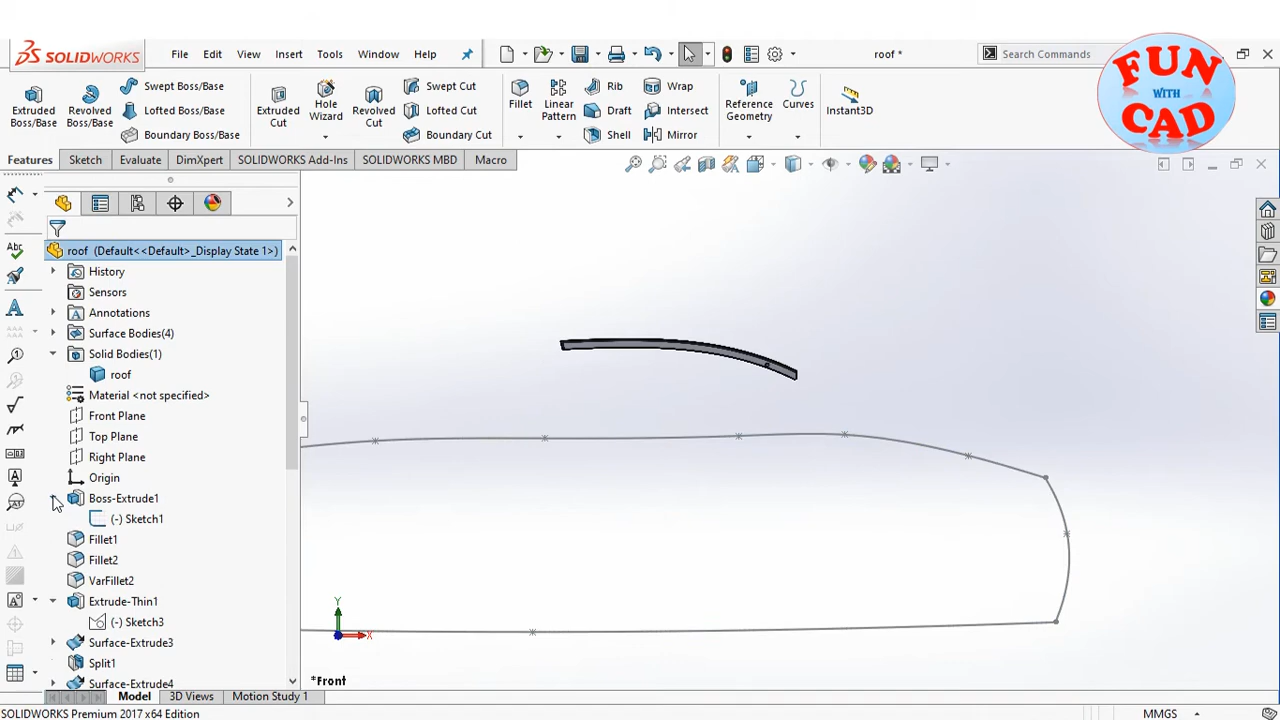 SOLIDWORKS
File Edit Insert Tools Window Help
roof *
Search Commands
FUN
WITH
CAD
Extruded Boss/Base
Revolved Boss/Base
Swept Boss/Base
Lofted Boss/Base
Boundary Boss/Base
Extruded Cut
Hole Wizard
Revolved Cut
Swept Cut
Lofted Cut
Boundary Cut
Fillet
Linear Pattern
Rib
Draft
Shell
Wrap
Intersect
Mirror
Reference Geometry
Curves
Instant3D
Features Sketch Evaluate DimXpert SOLIDWORKS Add-Ins SOLIDWORKS MBD Macro
roof (Default<<Default>_Display State 1>)
History
Sensors
Annotations
Surface Bodies(4)
Solid Bodies(1)
roof
Material <not specified>
Front Plane
Top Plane
Right Plane
Origin
Boss-Extrude1
(-) Sketch1
Fillet1
Fillet2
VarFillet2
Extrude-Thin1
(-) Sketch3
Surface-Extrude3
Split1
Surface-Extrude4
Y
X
*Front
Model 3D Views Motion Study 1
SOLIDWORKS Premium 2017 x64 Edition
MMGS